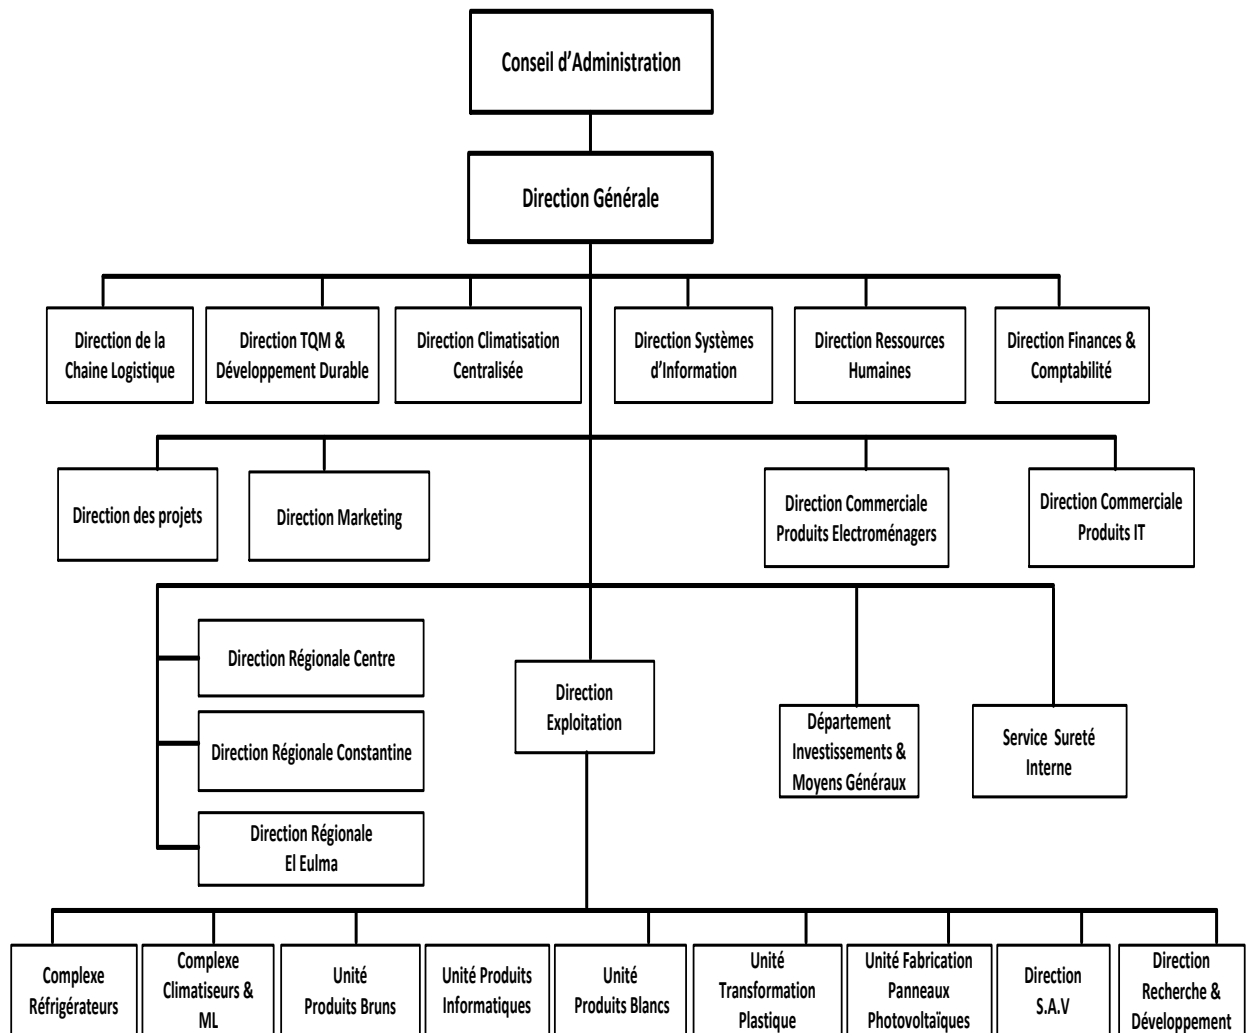 Conseil d'Administration
Direction Générale
Direction de la
Chaine Logistique
Direction TQM &
Développement Durable
Direction Climatisation
Centralisée
Direction Systèmes
d'Information
Direction Ressources
Humaines
Direction Finances &
Comptabilité
Direction des projets
Direction Marketing
Direction Commerciale
Produits Electroménagers
Direction Commerciale
Produits IT
Direction Régionale Centre
Direction Régionale Constantine
Direction Régionale
El Eulma
Direction
Exploitation
Département
Investissements &
Moyens Généraux
Service Sureté
Interne
Complexe
Réfrigérateurs
Complexe
Climatiseurs &
ML
Unité
Produits Bruns
Unité Produits
Informatiques
Unité
Produits Blancs
Unité
Transformation
Plastique
Unité Fabrication
Panneaux
Photovoltaïques
Direction
S.A.V
Direction
Recherche &
Développement